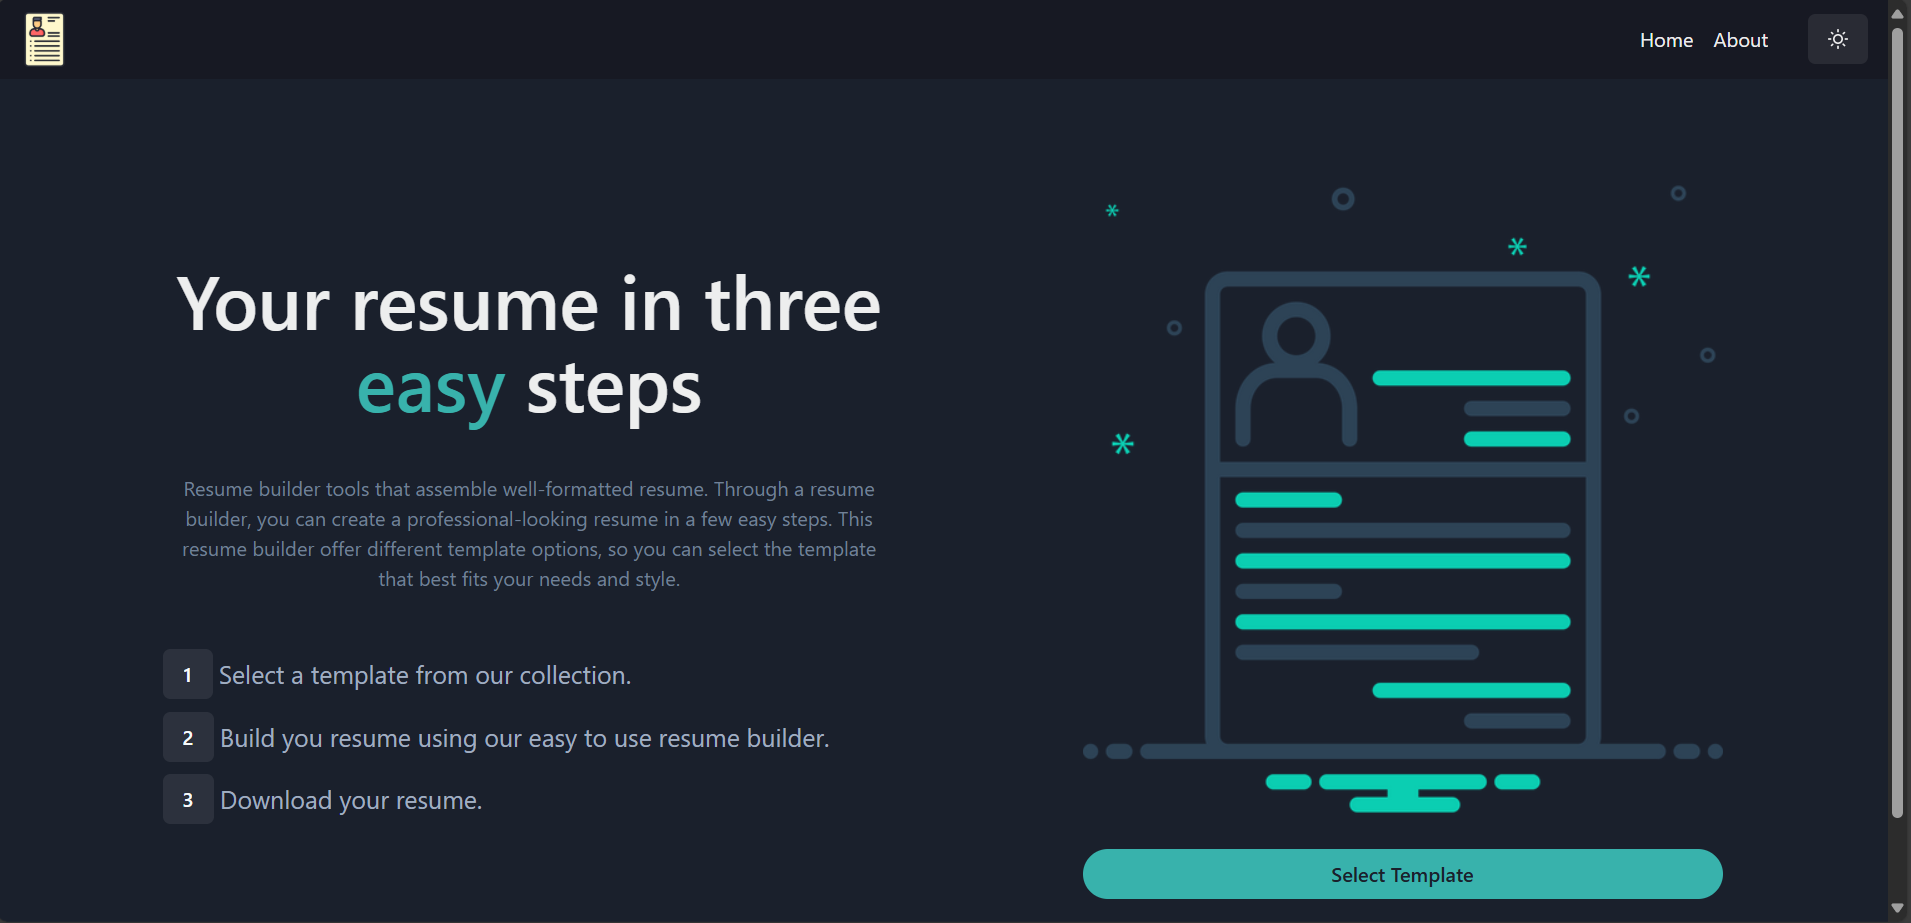 Home About
Your resume in three
easy steps
Resume builder tools that assemble well-formatted resume. Through a resume
builder, you can create a professional-looking resume in a few easy steps. This
resume builder offer different template options, so you can select the template
that best fits your needs and style.
1 Select a template from our collection.
2 Build you resume using our easy to use resume builder.
3 Download your resume.
Select Template